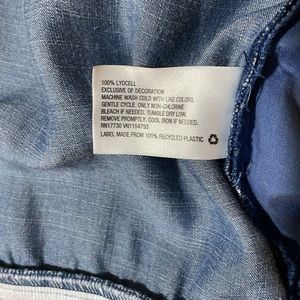 100% LYOCELL
EXCLUSIVE OF DECORATION
MACHINE WASH COLD WITH LIKE COLORS,
GENTLE CYCLE. ONLY NON-CHLORINE
BLEACH IF NEEDED. TUMBLE DRY LOW.
REMOVE PROMPTLY. COOL IRON IF NEEDED.
RN17730 VN1154793
LABEL MADE FROM 100% RECYCLED PLASTIC